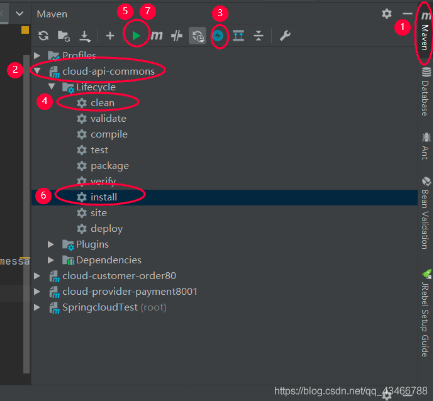 Maven
5
7
3
m
1
Maven
Profiles
2
cloud-api-commons
Lifecycle
4
clean
validate
compile
test
package
verify
6
install
site
deploy
Plugins
Dependencies
cloud-customer-order80
cloud-provider-payment8001
SpringcloudTest (root)
messa
m
Database
Ant
Bean Validation
JRebel Setup Guide
https://blog.csdn.net/qq_43466788